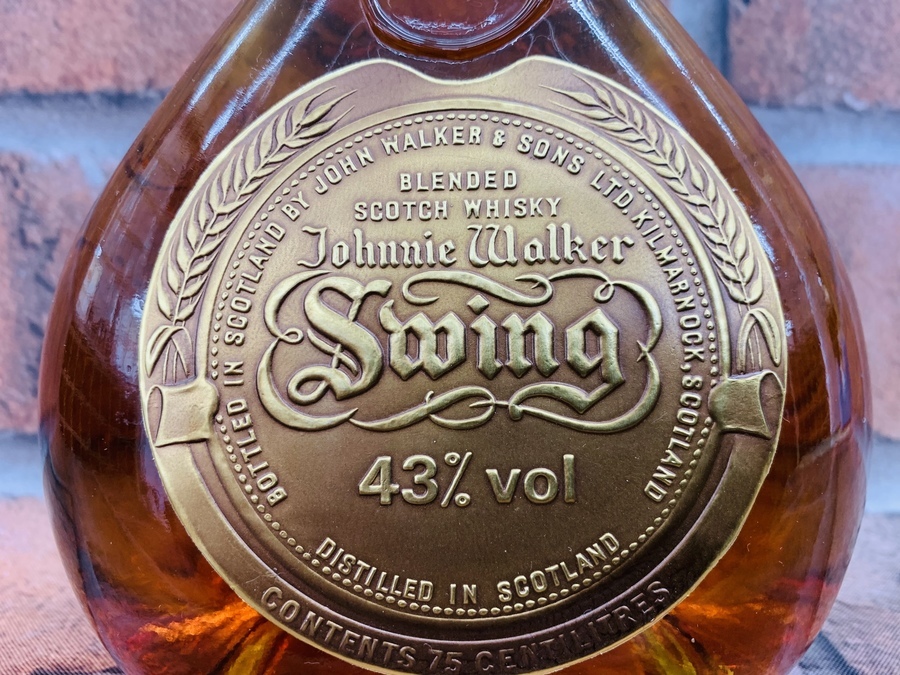 BOTTLED IN SCOTLAND BY JOHN WALKER & SONS LTD. KILMARNOCK, SCOTLAND
BLENDED
SCOTCH WHISKY
Johnnie Walker
Swing
43% vol
DISTILLED IN SCOTLAND
CONTENTS 75 CENTILITRES